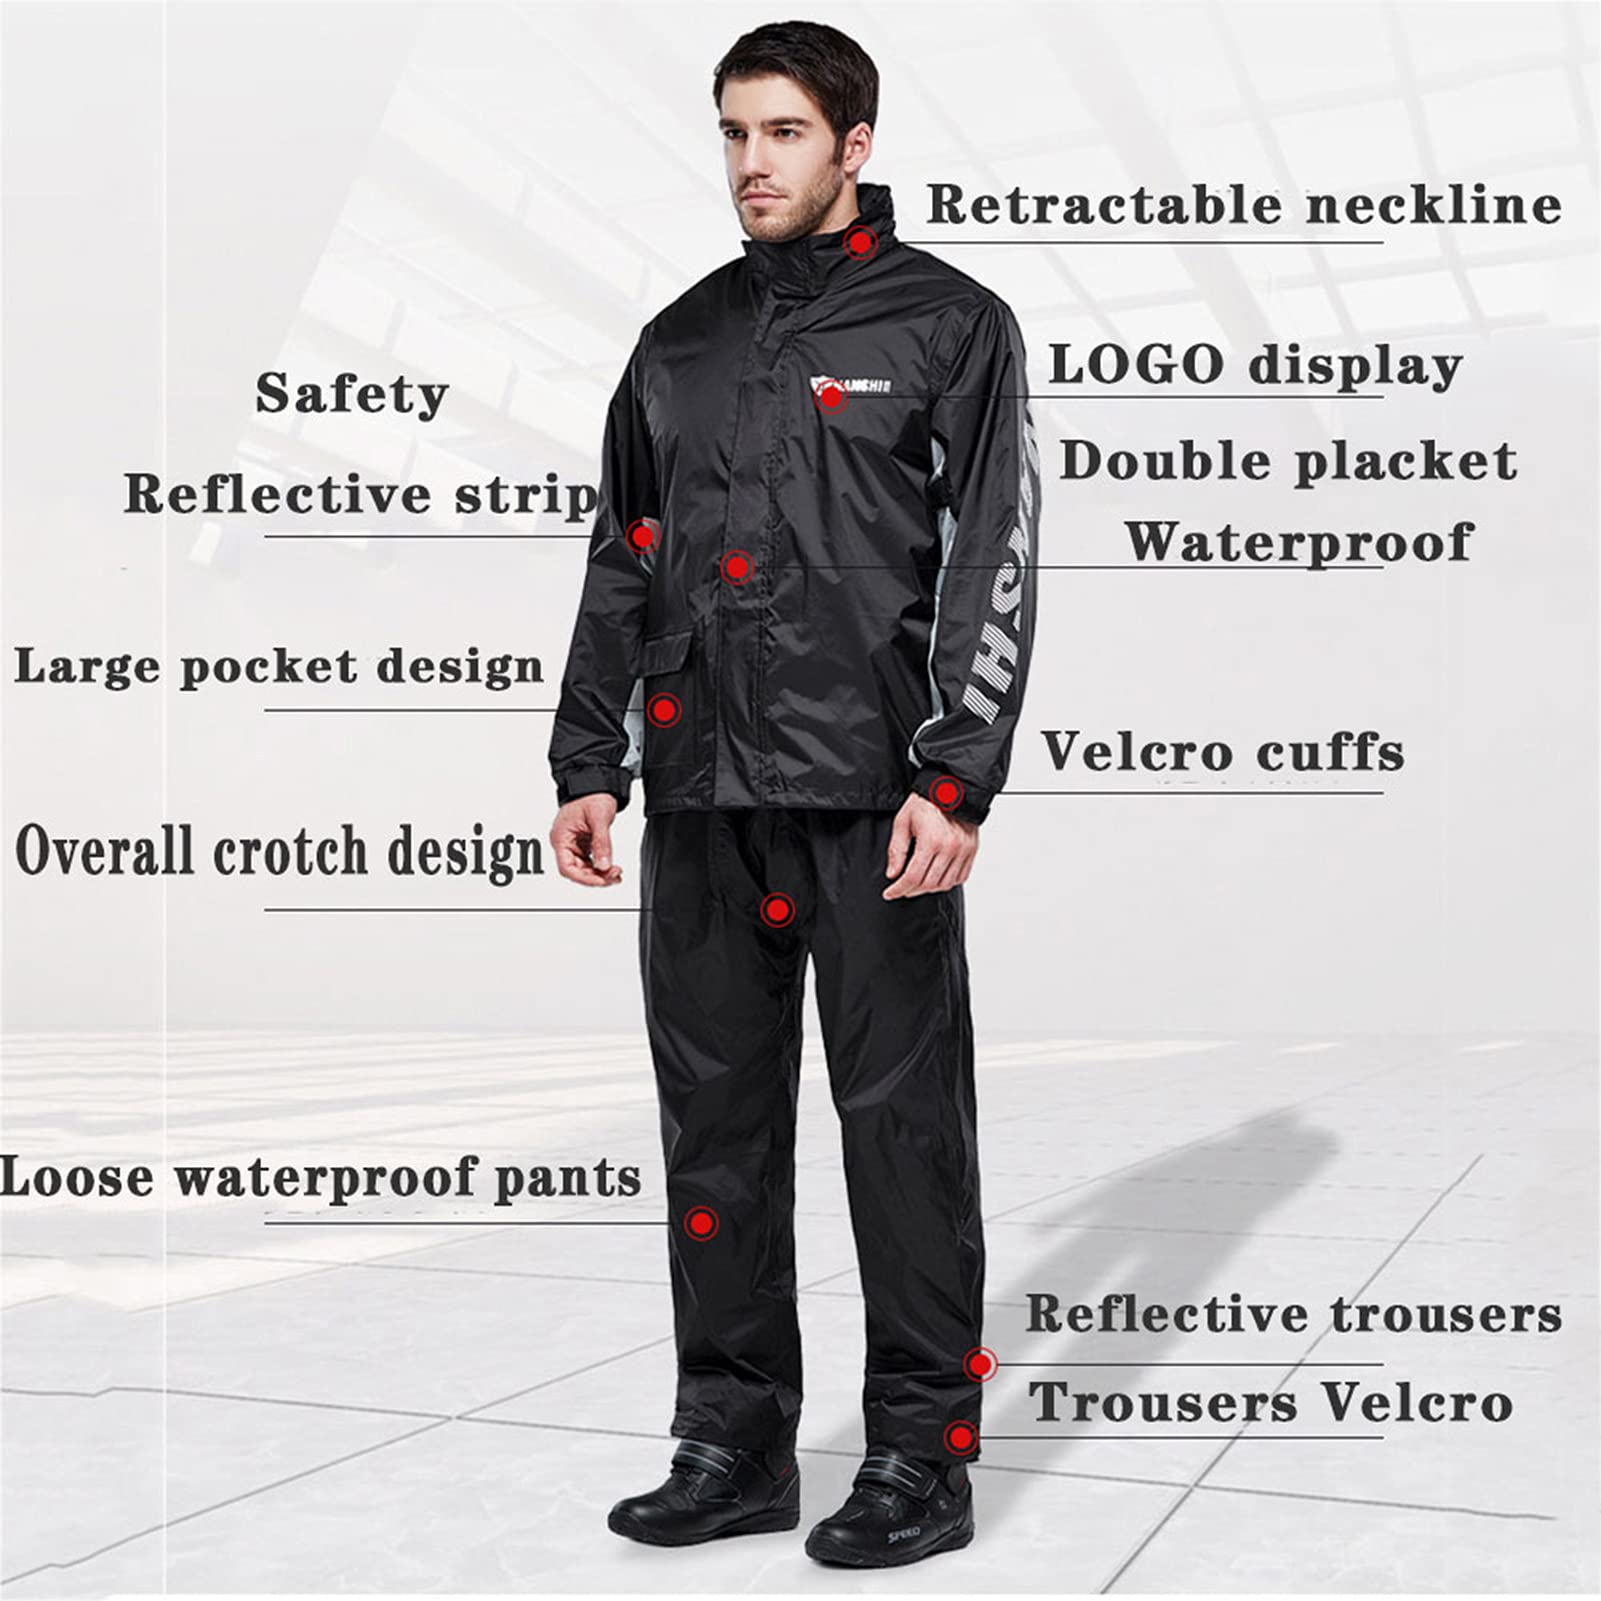 Retractable neckline
LOGO display
Safety
Reflective strip
Double placket
Waterproof
Large pocket design
Velcro cuffs
Overall crotch design
Loose waterproof pants
Reflective trousers
Trousers Velcro
SPEED